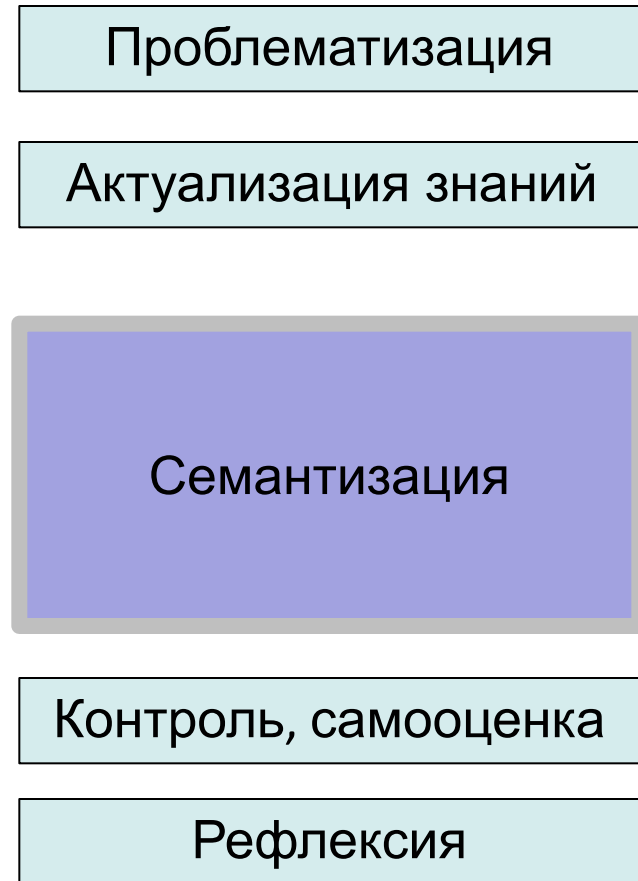 Проблематизация
Актуализация знаний
Семантизация
Контроль, самооценка
Рефлексия